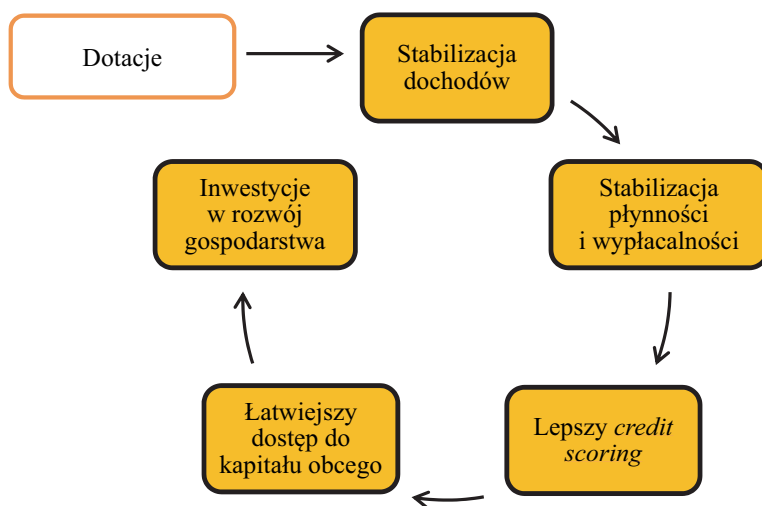 Dotacje
Stabilizacja
dochodów
Stabilizacja
płynności
i wypłacalności
Lepszy credit
scoring
Łatwiejszy
dostęp do
kapitału obcego
Inwestycje
w rozwój
gospodarstwa